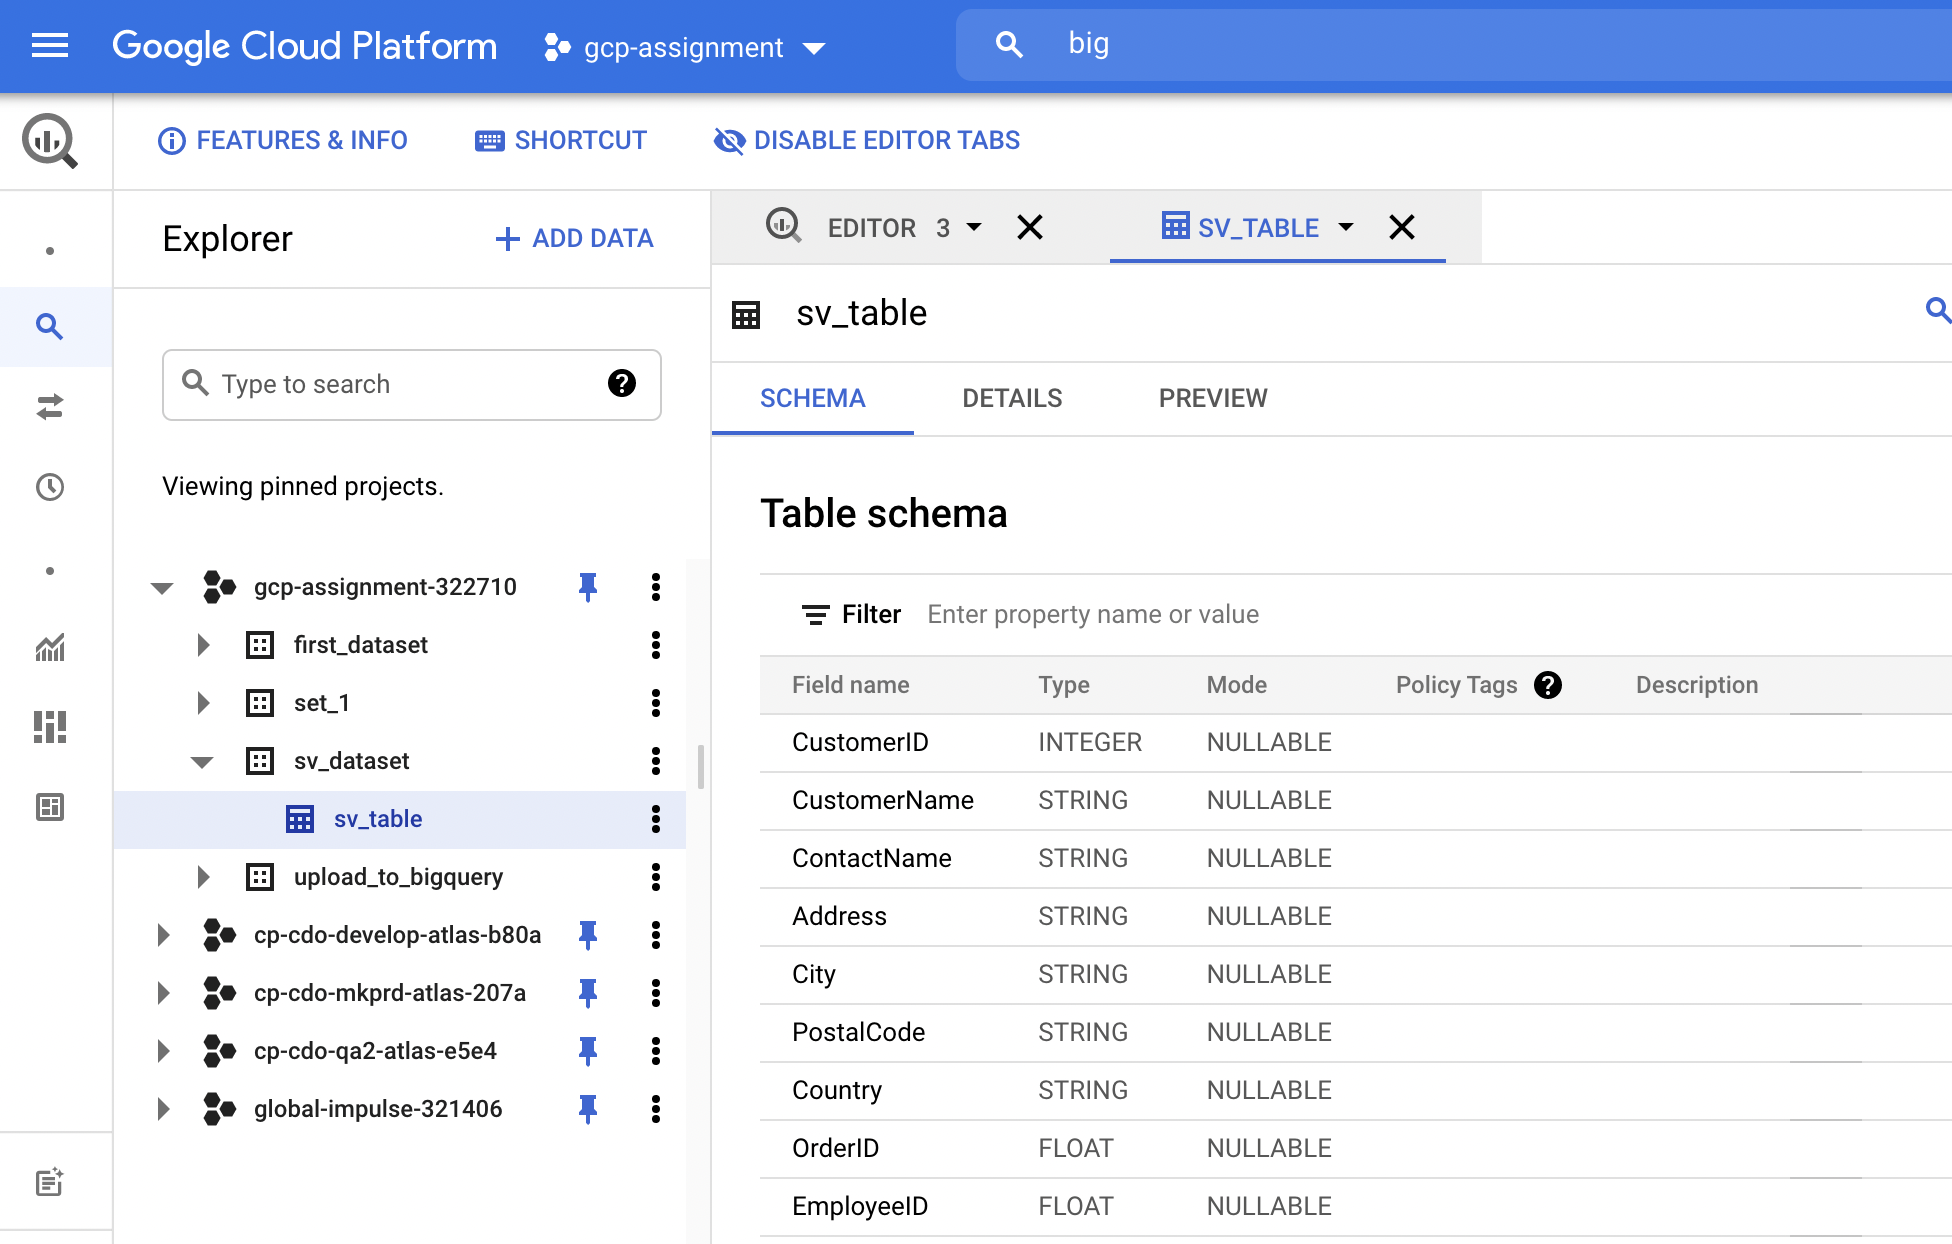 Google Cloud Platform gcp-assignment big
FEATURES & INFO SHORTCUT DISABLE EDITOR TABS
Explorer + ADD DATA
Type to search
Viewing pinned projects.
gcp-assignment-322710
first_dataset
set_1
sv_dataset
sv_table
upload_to_bigquery
cp-cdo-develop-atlas-b80a
cp-cdo-mkprd-atlas-207a
cp-cdo-qa2-atlas-e5e4
global-impulse-321406
EDITOR 3 SV_TABLE
sv_table
SCHEMA DETAILS PREVIEW
Table schema
Filter Enter property name or value
Field name Type Mode Policy Tags Description
CustomerID INTEGER NULLABLE
CustomerName STRING NULLABLE
ContactName STRING NULLABLE
Address STRING NULLABLE
City STRING NULLABLE
PostalCode STRING NULLABLE
Country STRING NULLABLE
OrderID FLOAT NULLABLE
EmployeeID FLOAT NULLABLE